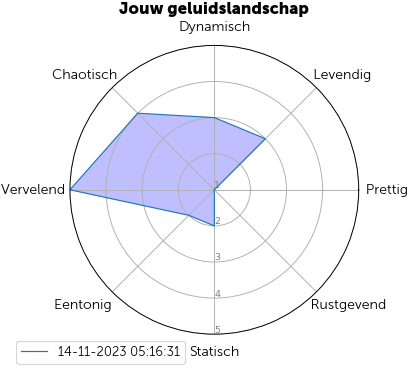 Jouw geluidslandschap
Dynamisch
Chaotisch
Levendig
Vervelend
1
Prettig
2
3
4
Eentonig
Rustgevend
5
14-11-2023 05:16:31
Statisch